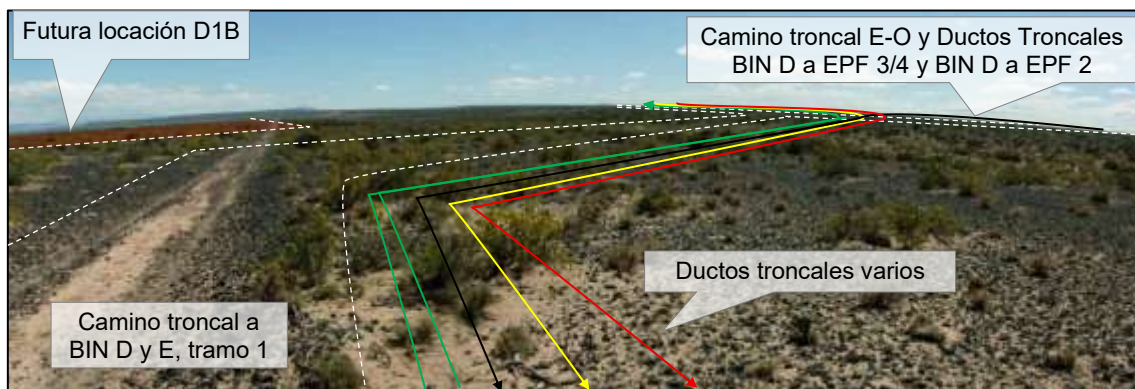 Futura locación D1B
Camino troncal E-O y Ductos Troncales
BIN D a EPF 3/4 y BIN D a EPF 2
Ductos troncales varios
Camino troncal a
BIN D y E, tramo 1